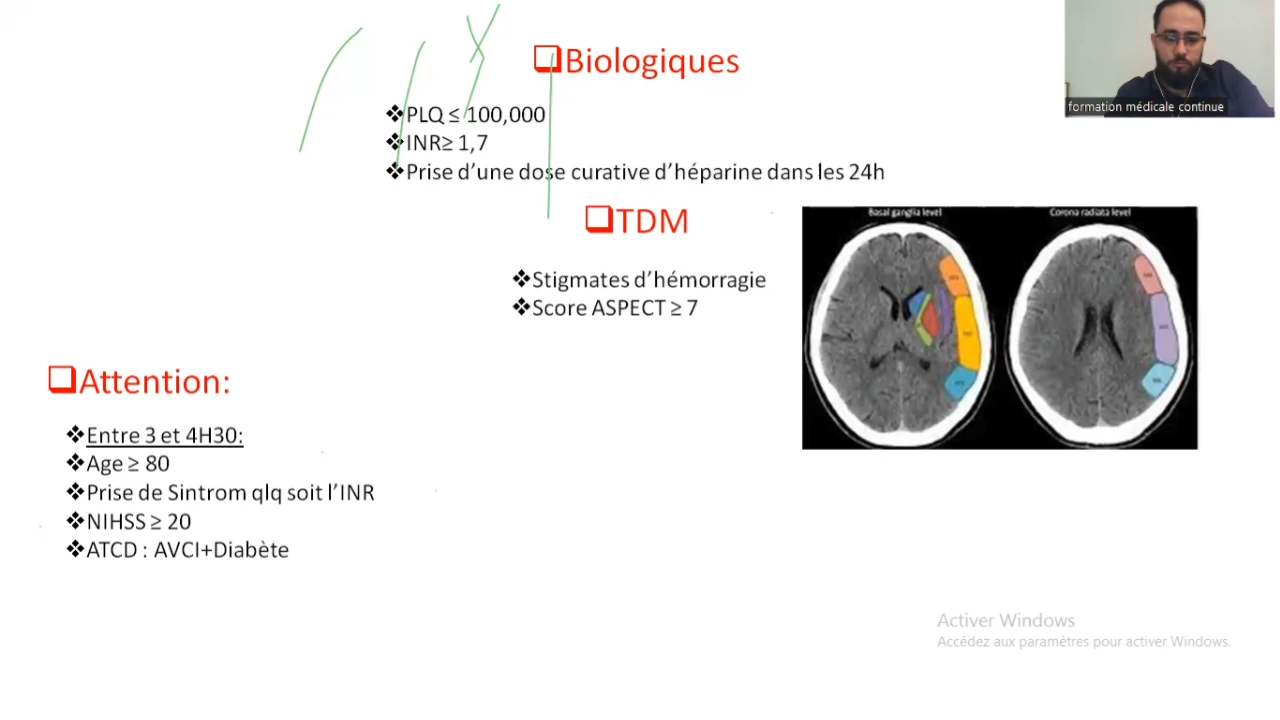 Biologiques
PLQ ≤ 100,000
INR≥ 1,7
Prise d'une dose curative d'héparine dans les 24h
TDM
Stigmates d'hémorragie
Score ASPECT ≥ 7
Attention:
Entre 3 et 4H30:
Age ≥ 80
Prise de Sintrom qlq soit l'INR
NIHSS ≥ 20
ATCD : AVCI+Diabète
formation médicale continue
Basal ganglia level
Corona radiata level
Activer Windows
Accédez aux paramètres pour activer Windows.